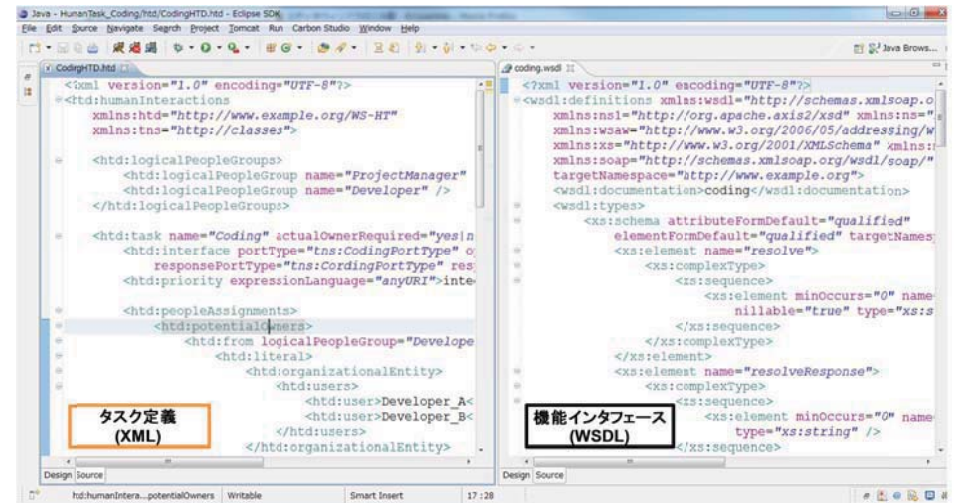 Java - HumanTask_Coding/htd/CodingHTD.htd - Eclipse SDK
File Edit Source Navigate Search Project Tomcat Run Carbon Studio Window Help
Java Brows...
CodingHTD.htd
<?xml version="1.0" encoding="UTF-8"?>
<htd:humanInteractions
xmlns:htd="http://www.example.org/WS-HT"
xmlns:tns="http://classes">
<htd:logicalPeopleGroups>
<htd:logicalPeopleGroup name="ProjectManager"
<htd:logicalPeopleGroup name="Developer" />
</htd:logicalPeopleGroups>
<htd:task name="Coding" actualOwnerRequired="yes|n
<htd:interface portType="tns:CodingPortType" o
responsePortType="tns:CordingPortType" res
<htd:priority expressionLanguage="anyURI">inte
<htd:peopleAssignments>
<htd:potentialOwners>
<htd:from logicalPeopleGroup="Develope
<htd:literal>
<htd:organizationalEntity>
<htd:users>
<htd:user>Developer_A<
<htd:user>Developer_B<
</htd:users>
</htd:organizationalEntity>
タスク定義
(XML)
Design Source
coding.wsdl
<?xml version="1.0" encoding="UTF-8"?>
<wsdl:definitions xmlns:wsdl="http://schemas.xmlsoap.o
xmlns:ns1="http://org.apache.axis2/xsd" xmlns:ns="
xmlns:wsaw="http://www.w3.org/2006/05/addressing/w
xmlns:xs="http://www.w3.org/2001/XMLSchema" xmlns:
xmlns:soap="http://schemas.xmlsoap.org/wsdl/soap/"
targetNamespace="http://www.example.org">
<wsdl:documentation>coding</wsdl:documentation>
<wsdl:types>
<xs:schema attributeFormDefault="qualified"
elementFormDefault="qualified" targetNames
<xs:element name="resolve">
<xs:complexType>
<xs:sequence>
<xs:element minOccurs="0" name
nillable="true" type="xs:s
</xs:sequence>
</xs:complexType>
</xs:element>
<xs:element name="resolveResponse">
<xs:complexType>
<xs:sequence>
<xs:element minOccurs="0" name
type="xs:string" />
</xs:sequence>
機能インタフェース
(WSDL)
Design Source
htd:humanIntera...potentialOwners Writable Smart Insert 17:28